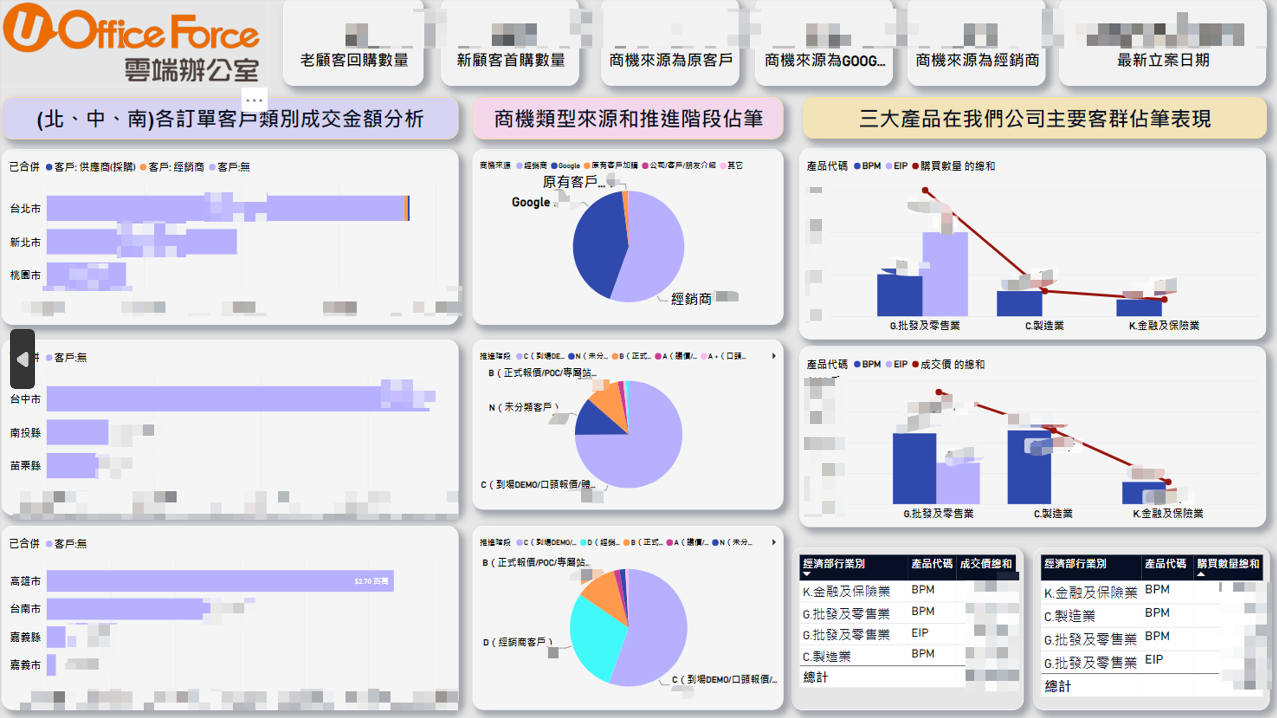 U-Office Force
雲端辦公室
老顧客回購數量
新顧客首購數量
商機來源為原客戶
商機來源為GOOG...
商機來源為經銷商
最新立案日期
...
(北、中、南)各訂單客戶類別成交金額分析
商機類型來源和推進階段佔筆
三大產品在我們公司主要客群佔筆表現
已合併 客戶: 供應商(採購) 客戶: 經銷商 客戶:無
台北市
新北市
桃園市
併 客戶:無
台中市
南投縣
苗栗縣
已合併 客戶:無
高雄市
$2.70 百萬
台南市
嘉義縣
嘉義市
商機來源 經銷商 Google 原有客戶加購 公司/客戶/朋友介紹 其它
原有客戶...
Google
經銷商
推進階段 C（到場DE... N（未分... B（正式... A（議價/... A+（口頭...
B（正式報價/POC/專屬站...
N（未分類客戶）
C（到場DEMO/口頭報價/雜...
推進階段 C（到場DEMO/... D（經銷... B（正式... A（議價/... N（未分...
B（正式報價/POC/專屬站...
D（經銷商客戶）
C（到場DEMO/口頭報價/...
產品代碼 BPM EIP 購買數量 的總和
G.批發及零售業
C.製造業
K.金融及保險業
產品代碼 BPM EIP 成交價 的總和
G.批發及零售業
C.製造業
K.金融及保險業
經濟部行業別 產品代碼 成交價總和
K.金融及保險業 BPM
G.批發及零售業 BPM
G.批發及零售業 EIP
C.製造業 BPM
總計
經濟部行業別 產品代碼 購買數量總和
K.金融及保險業 BPM
C.製造業 BPM
G.批發及零售業 BPM
G.批發及零售業 EIP
總計